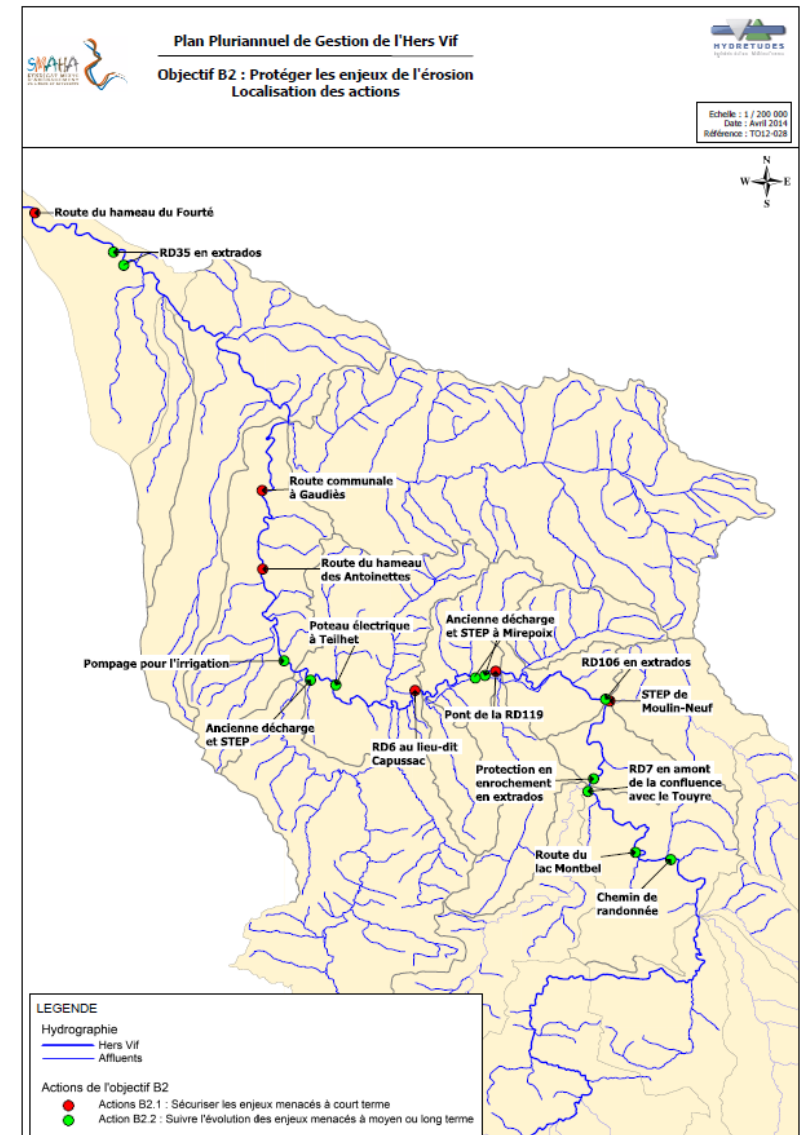 Plan Pluriannuel de Gestion de l'Hers Vif
Objectif B2 : Protéger les enjeux de l'érosion
Localisation des actions
SMAHA
HYDRETUDES
Echelle : 1 / 200 000
Date : Avril 2014
Référence : TO12-028
N
W E
S
Route du hameau du Fourté
RD35 en extrados
Route communale
à Gaudiès
Route du hameau
des Antoinettes
Ancienne décharge
et STEP à Mirepoix
Poteau électrique
à Teilhet
Pompage pour l'irrigation
RD106 en extrados
STEP de
Moulin-Neuf
Pont de la RD119
Ancienne décharge
et STEP
RD6 au lieu-dit
Capussac
Protection en
enrochement
en extrados
RD7 en amont
de la confluence
avec le Touyre
Route du
lac Montbel
Chemin de
randonnée
LEGENDE
Hydrographie
Hers Vif
Affluents
Actions de l'objectif B2
Actions B2.1 : Sécuriser les enjeux menacés à court terme
Action B2.2 : Suivre l'évolution des enjeux menacés à moyen ou long terme